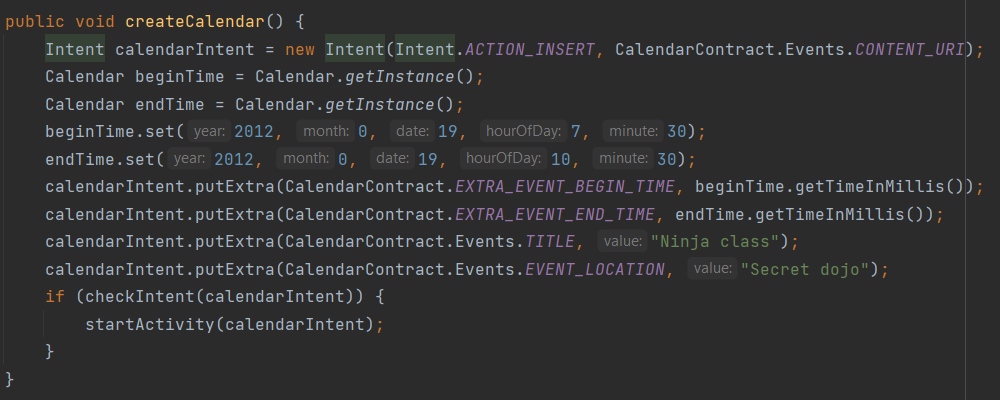 public void createCalendar() {
    Intent calendarIntent = new Intent(Intent.ACTION_INSERT, CalendarContract.Events.CONTENT_URI);
    Calendar beginTime = Calendar.getInstance();
    Calendar endTime = Calendar.getInstance();
    beginTime.set( year: 2012, month: 0, date: 19, hourOfDay: 7, minute: 30);
    endTime.set( year: 2012, month: 0, date: 19, hourOfDay: 10, minute: 30);
    calendarIntent.putExtra(CalendarContract.EXTRA_EVENT_BEGIN_TIME, beginTime.getTimeInMillis());
    calendarIntent.putExtra(CalendarContract.EXTRA_EVENT_END_TIME, endTime.getTimeInMillis());
    calendarIntent.putExtra(CalendarContract.Events.TITLE, value: "Ninja class");
    calendarIntent.putExtra(CalendarContract.Events.EVENT_LOCATION, value: "Secret dojo");
    if (checkIntent(calendarIntent)) {
        startActivity(calendarIntent);
    }
}